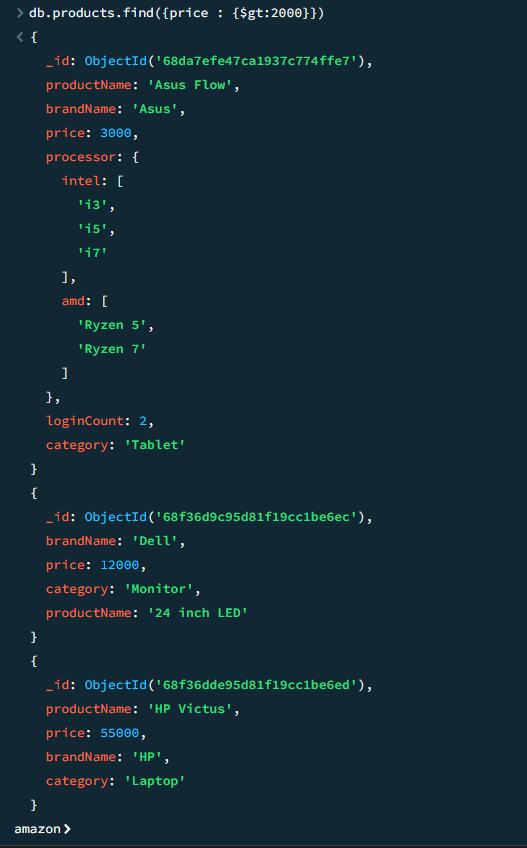 > db.products.find({price : {$gt:2000}})
< {
_id: ObjectId('68da7efe47ca1937c774ffe7'),
productName: 'Asus Flow',
brandName: 'Asus',
price: 3000,
processor: {
intel: [
'i3',
'i5',
'i7'
],
amd: [
'Ryzen 5',
'Ryzen 7'
]
},
loginCount: 2,
category: 'Tablet'
}
{
_id: ObjectId('68f36d9c95d81f19cc1be6ec'),
brandName: 'Dell',
price: 12000,
category: 'Monitor',
productName: '24 inch LED'
}
{
_id: ObjectId('68f36dde95d81f19cc1be6ed'),
productName: 'HP Victus',
price: 55000,
brandName: 'HP',
category: 'Laptop'
}
amazon>